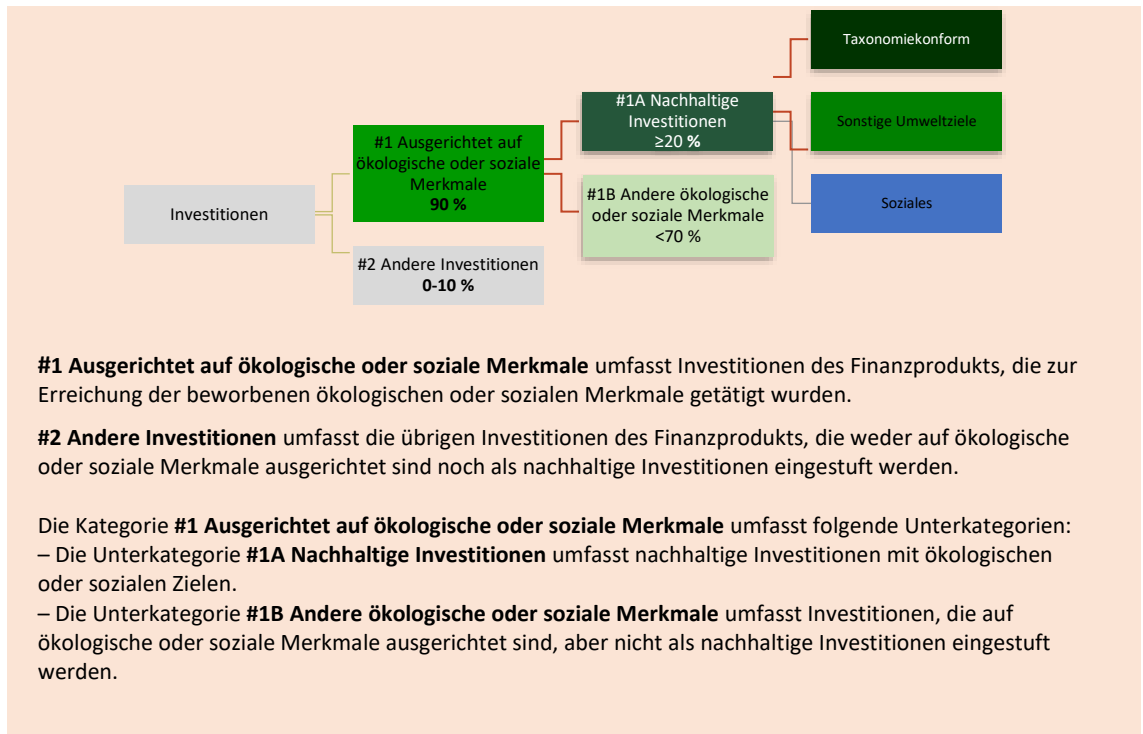 Taxonomiekonform
#1A Nachhaltige
Investitionen
≥20 %
Sonstige Umweltziele
#1 Ausgerichtet auf
ökologische oder soziale
Merkmale
90 %
#1B Andere ökologische
oder soziale Merkmale
<70 %
Soziales
Investitionen
#2 Andere Investitionen
0-10 %
#1 Ausgerichtet auf ökologische oder soziale Merkmale umfasst Investitionen des Finanzprodukts, die zur
Erreichung der beworbenen ökologischen oder sozialen Merkmale getätigt wurden.
#2 Andere Investitionen umfasst die übrigen Investitionen des Finanzprodukts, die weder auf ökologische
oder soziale Merkmale ausgerichtet sind noch als nachhaltige Investitionen eingestuft werden.
Die Kategorie #1 Ausgerichtet auf ökologische oder soziale Merkmale umfasst folgende Unterkategorien:
– Die Unterkategorie #1A Nachhaltige Investitionen umfasst nachhaltige Investitionen mit ökologischen
oder sozialen Zielen.
– Die Unterkategorie #1B Andere ökologische oder soziale Merkmale umfasst Investitionen, die auf
ökologische oder soziale Merkmale ausgerichtet sind, aber nicht als nachhaltige Investitionen eingestuft
werden.